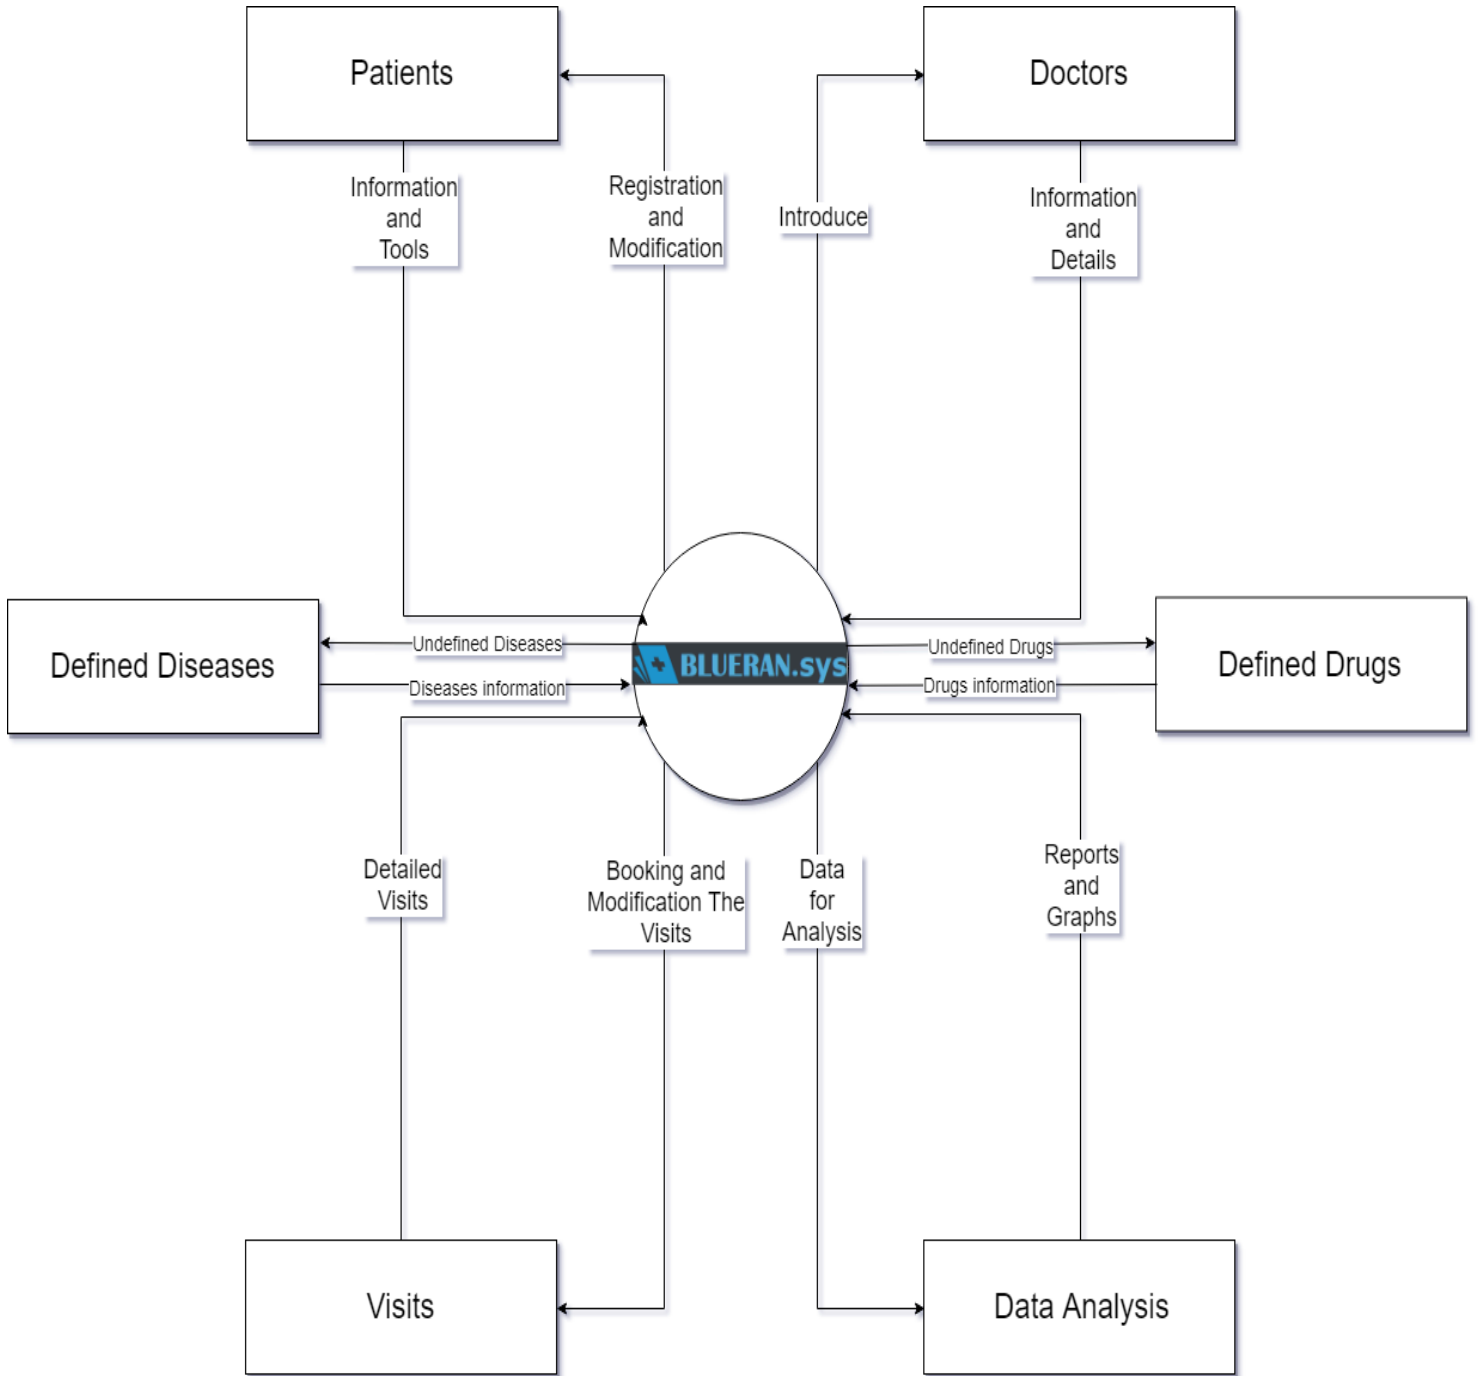 Patients
Doctors
Information
and
Tools
Registration
and
Modification
Introduce
Information
and
Details
Defined Diseases
Undefined Diseases
Diseases information
BLUERAN.sys
Undefined Drugs
Drugs information
Defined Drugs
Detailed
Visits
Booking and
Modification The
Visits
Data
for
Analysis
Reports
and
Graphs
Visits
Data Analysis